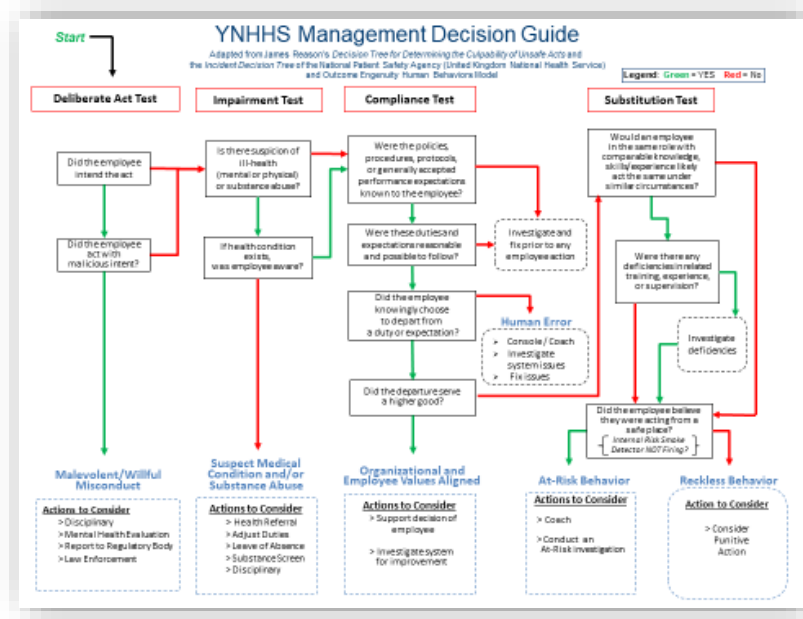 YNHHS Management Decision Guide
Start
Adapted from James Reason's Decision Tree for Determining the Culpability of Unsafe Acts and
the Incident Decision Tree of the National Patient Safety Agency (United Kingdom National Health Service)
and Outcome Engenuity Human Behaviors Model
Legend: Green = YES Red = No
Deliberate Act Test
Impairment Test
Compliance Test
Substitution Test
Did the employee
intend the act
Did the employee
act with
malicious intent?
Malevolent/Willful
Misconduct
Actions to Consider
> Disciplinary
> Mental Health Evaluation
> Report to Regulatory Body
> Law Enforcement
Is there suspicion of
ill-health
(mental or physical)
or substance abuse?
If health condition
exists,
was employee aware?
Suspect Medical
Condition and/or
Substance Abuse
Actions to Consider
> Health Referral
> Adjust Duties
> Leave of Absence
> Substance Screen
> Disciplinary
Were the policies,
procedures, protocols,
or generally accepted
performance expectations
known to the employee?
Were these duties and
expectations reasonable
and possible to follow?
Investigate and
fix prior to any
employee action
Did the employee
knowingly choose
to depart from
a duty or expectation?
Human Error
➢ Console / Coach
➢ Investigate
system issues
➢ Fix issues
Did the departure serve
a higher good?
Organizational and
Employee Values Aligned
Actions to Consider
> Support decision of
employee
> Investigate system
for improvement
Would an employee
in the same role with
comparable knowledge,
skills/experience likely
act the same under
similar circumstances?
Were there any
deficiencies in related
training, experience,
or supervision?
Investigate
deficiencies
Did the employee believe
they were acting from a
safe place?
Internal Risk Smoke
Detector NOT Firing?
At-Risk Behavior
Actions to Consider
> Coach
> Conduct an
At-Risk Investigation
Reckless Behavior
Action to Consider
> Consider
Punitive
Action